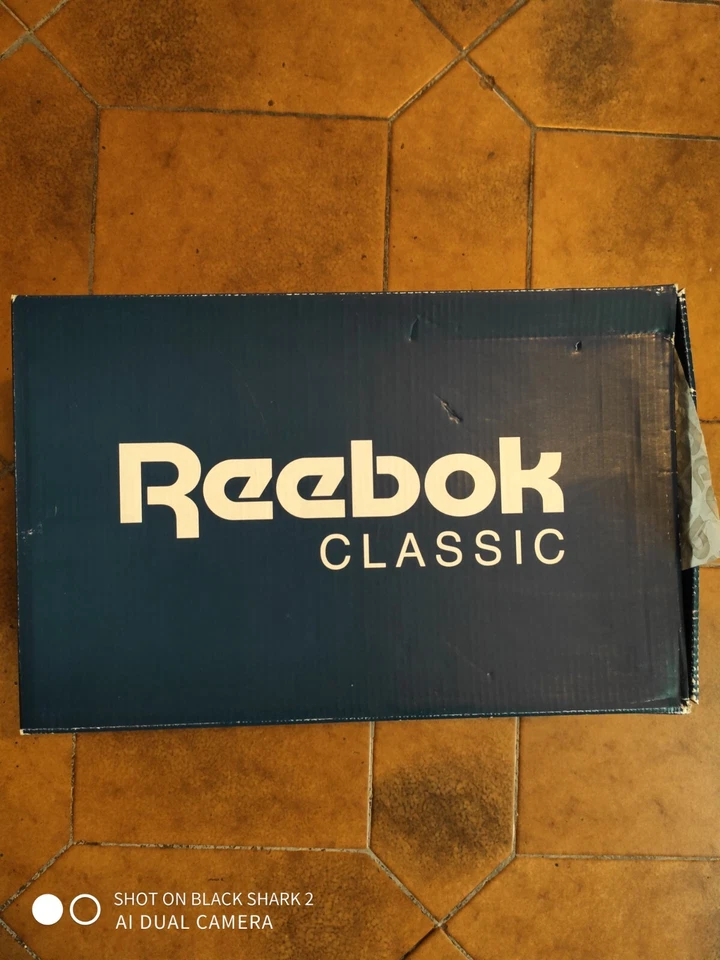 Reebok
CLASSIC
SHOT ON BLACK SHARK 2
AI DUAL CAMERA